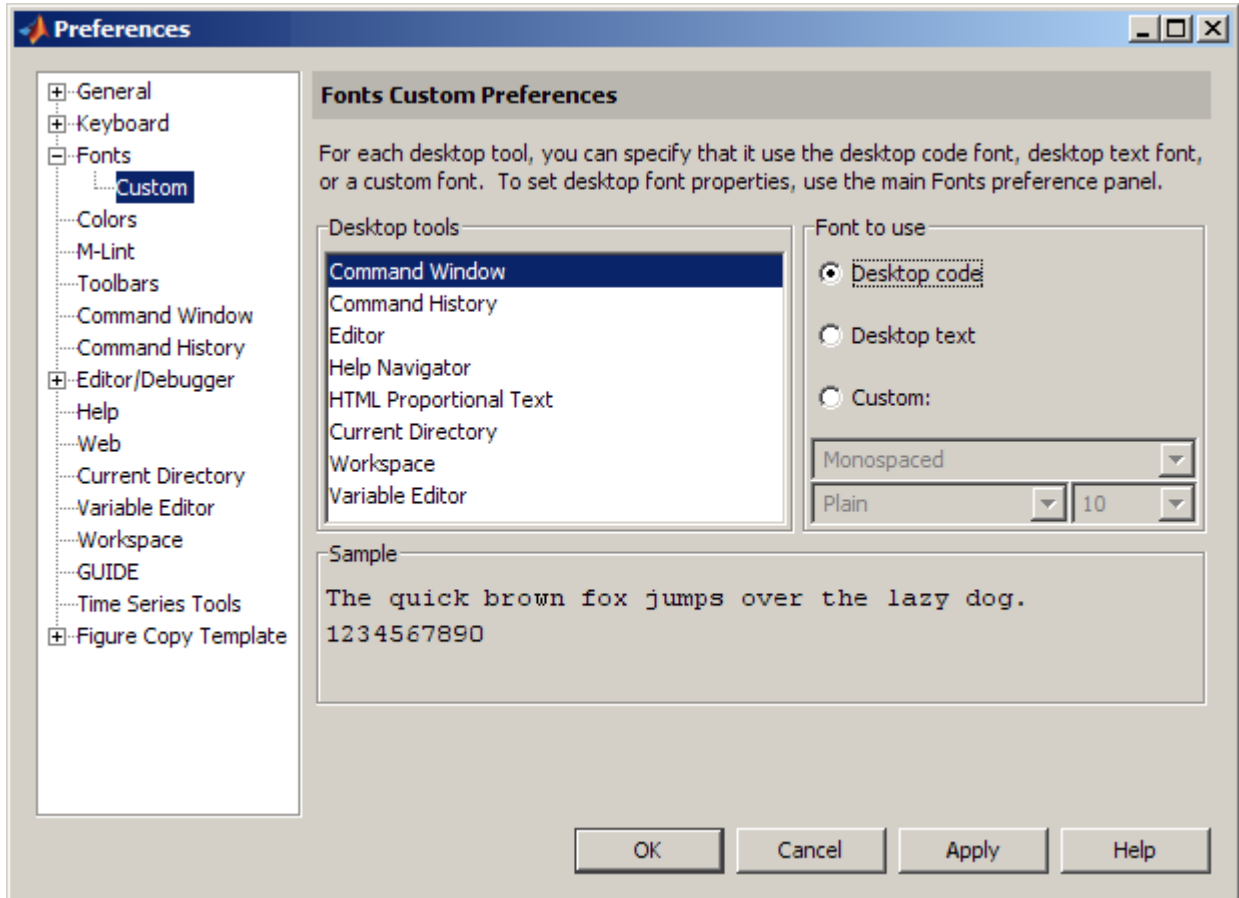 Preferences
General
Keyboard
Fonts
Custom
Colors
M-Lint
Toolbars
Command Window
Command History
Editor/Debugger
Help
Web
Current Directory
Variable Editor
Workspace
GUIDE
Time Series Tools
Figure Copy Template
Fonts Custom Preferences
For each desktop tool, you can specify that it use the desktop code font, desktop text font,
or a custom font. To set desktop font properties, use the main Fonts preference panel.
Desktop tools
Command Window
Command History
Editor
Help Navigator
HTML Proportional Text
Current Directory
Workspace
Variable Editor
Font to use
Desktop code
Desktop text
Custom:
Monospaced
Plain 10
Sample
The quick brown fox jumps over the lazy dog.
1234567890
OK Cancel Apply Help